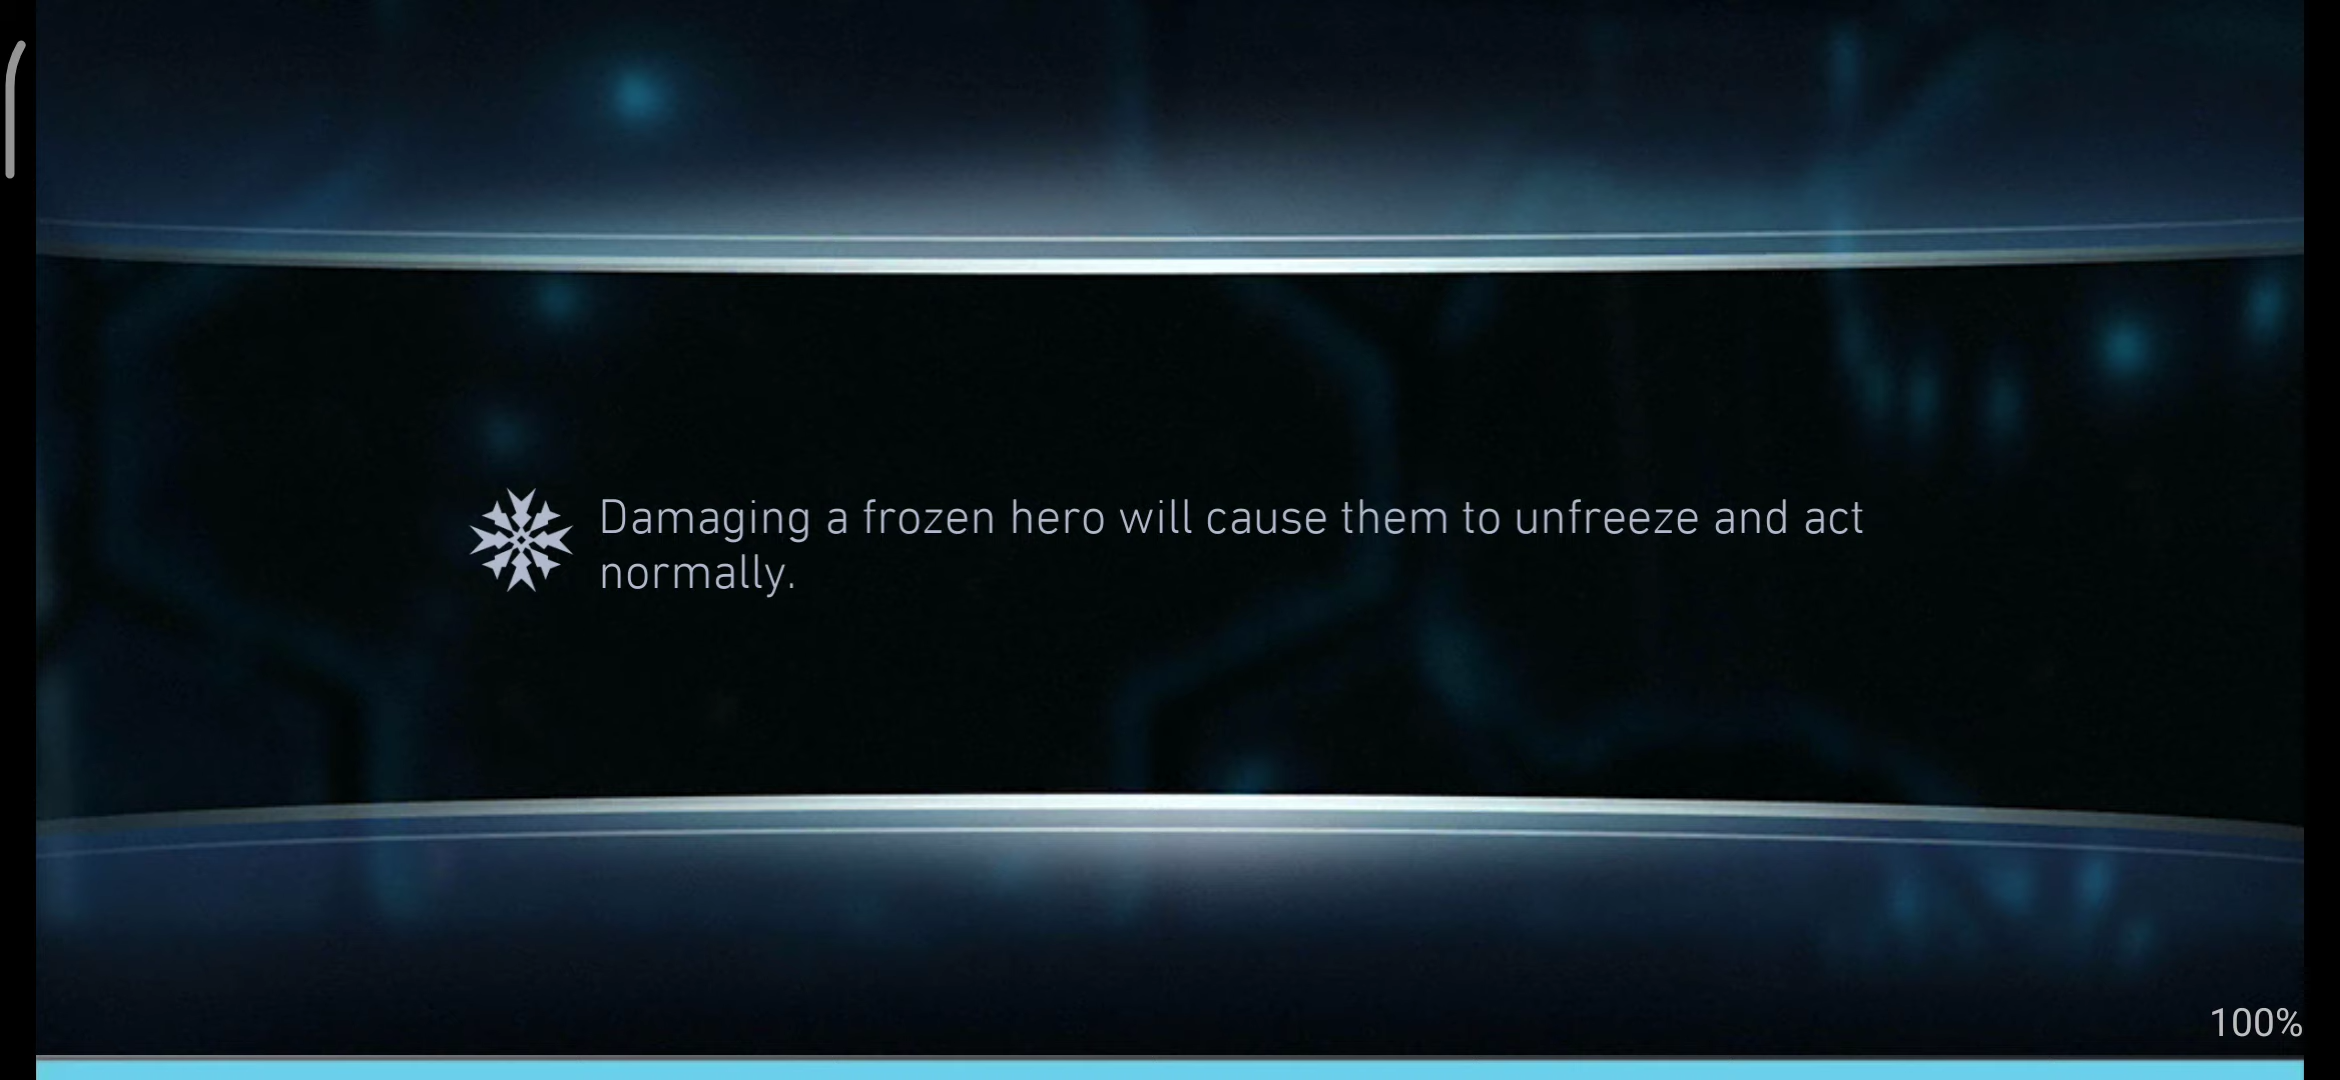 Damaging a frozen hero will cause them to unfreeze and act
normally.
100%